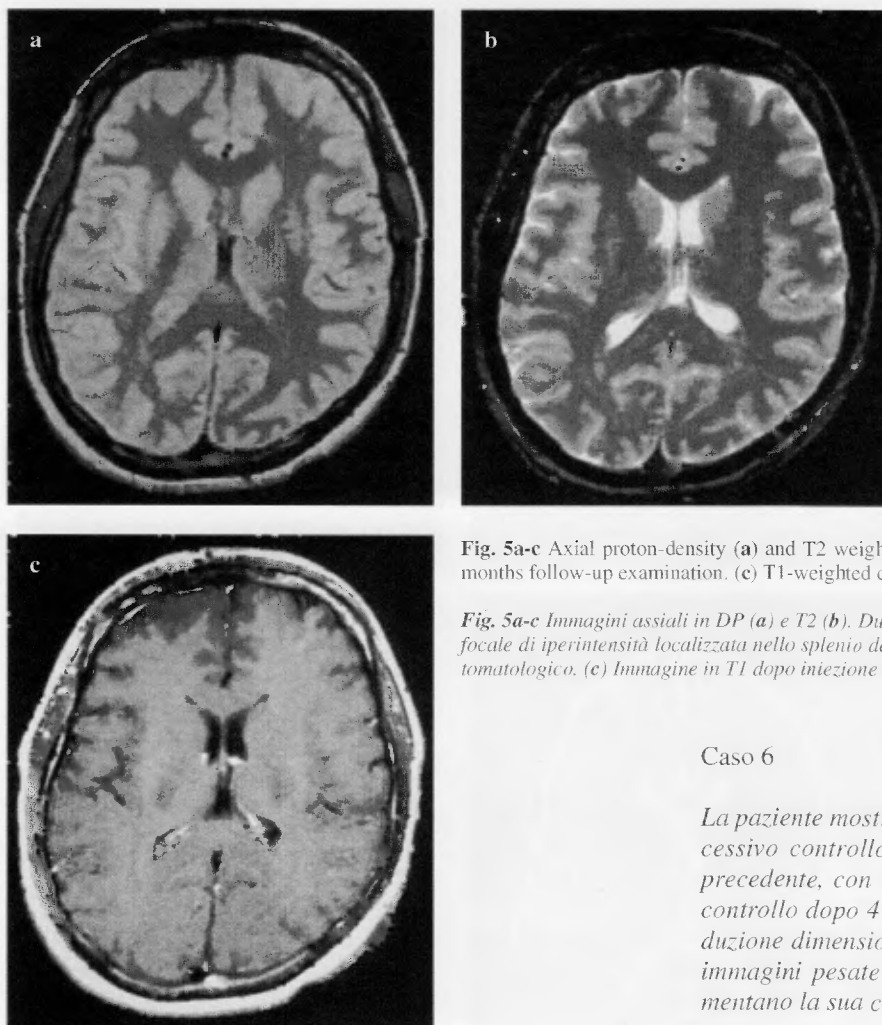 a
b
c
Fig. 5a-c Axial proton-density (a) and T2 weigh
months follow-up examination. (c) T1-weighted c
Fig. 5a-c Immagini assiali in DP (a) e T2 (b). Du
focale di iperintensità localizzata nello splenio de
tomatologico. (c) Immagine in T1 dopo iniezione
Caso 6
La paziente most
cessivo controllo
precedente, con
controllo dopo 4
duzione dimensio
immagini pesate
mentano la sua c